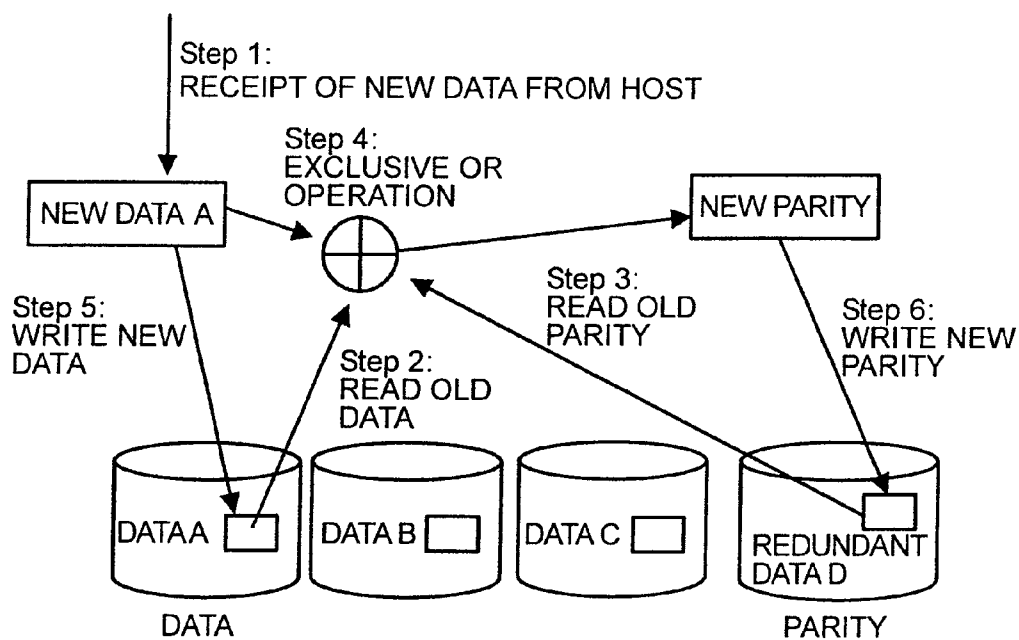 Step 1:
RECEIPT OF NEW DATA FROM HOST
Step 4:
EXCLUSIVE OR
OPERATION
NEW DATA A
NEW PARITY
Step 5:
WRITE NEW
DATA
Step 3:
READ OLD
PARITY
Step 6:
WRITE NEW
PARITY
Step 2:
READ OLD
DATA
DATA A
DATA B
DATA C
REDUNDANT
DATA D
DATA
PARITY